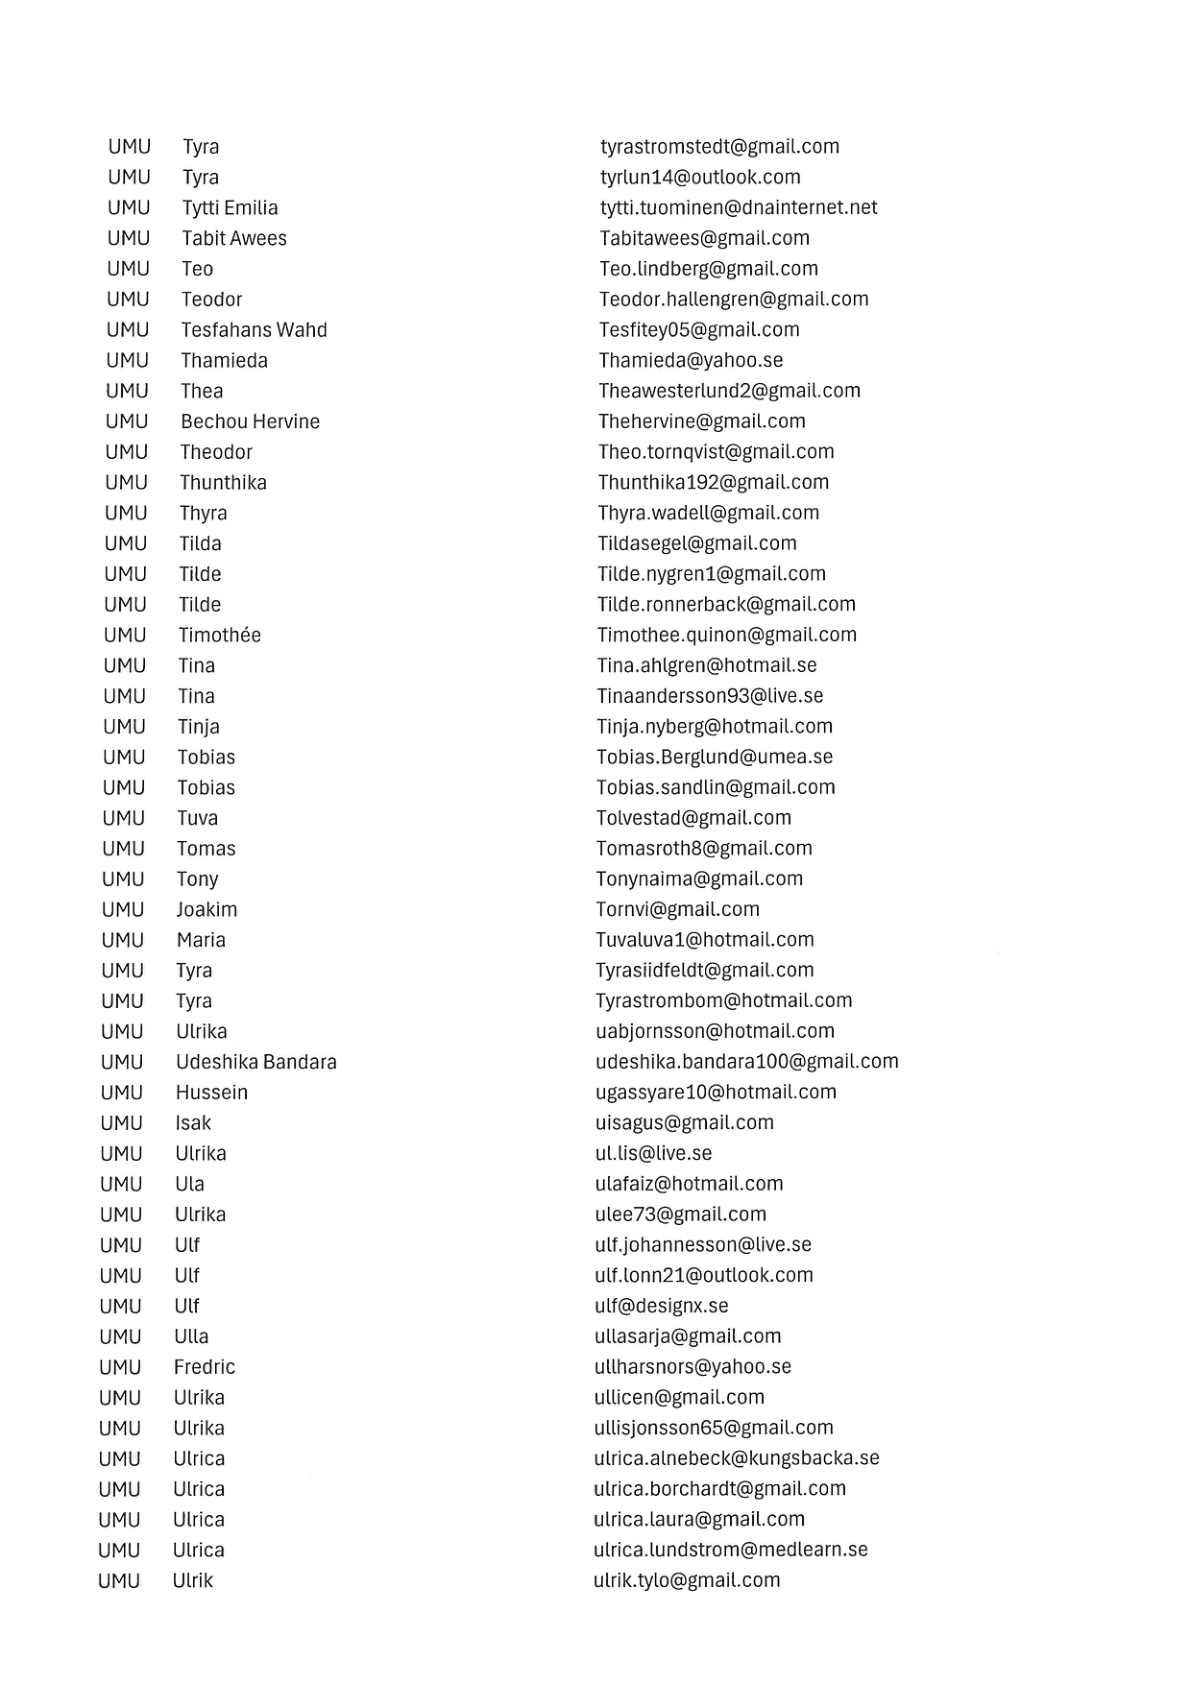 UMU Tyra tyrastromstedt@gmail.com
UMU Tyra tyrlun14@outlook.com
UMU Tytti Emilia tytti.tuominen@dnainternet.net
UMU Tabit Awees Tabitawees@gmail.com
UMU Teo Teo.lindberg@gmail.com
UMU Teodor Teodor.hallengren@gmail.com
UMU Tesfahans Wahd Tesfitey05@gmail.com
UMU Thamieda Thamieda@yahoo.se
UMU Thea Theawesterlund2@gmail.com
UMU Bechou Hervine Thehervine@gmail.com
UMU Theodor Theo.tornqvist@gmail.com
UMU Thunthika Thunthika192@gmail.com
UMU Thyra Thyra.wadell@gmail.com
UMU Tilda Tildasegel@gmail.com
UMU Tilde Tilde.nygren1@gmail.com
UMU Tilde Tilde.ronnerback@gmail.com
UMU Timothée Timothee.quinon@gmail.com
UMU Tina Tina.ahlgren@hotmail.se
UMU Tina Tinaandersson93@live.se
UMU Tinja Tinja.nyberg@hotmail.com
UMU Tobias Tobias.Berglund@umea.se
UMU Tobias Tobias.sandlin@gmail.com
UMU Tuva Tolvestad@gmail.com
UMU Tomas Tomasroth8@gmail.com
UMU Tony Tonynaima@gmail.com
UMU Joakim Tornvi@gmail.com
UMU Maria Tuvaluva1@hotmail.com
UMU Tyra Tyrasiidfeldt@gmail.com
UMU Tyra Tyrastrombom@hotmail.com
UMU Ulrika uabjornsson@hotmail.com
UMU Udeshika Bandara udeshika.bandara100@gmail.com
UMU Hussein ugassyare10@hotmail.com
UMU Isak uisagus@gmail.com
UMU Ulrika ul.lis@live.se
UMU Ula ulafaiz@hotmail.com
UMU Ulrika ulee73@gmail.com
UMU Ulf ulf.johannesson@live.se
UMU Ulf ulf.lonn21@outlook.com
UMU Ulf ulf@designx.se
UMU Ulla ullasarja@gmail.com
UMU Fredric ullharsnors@yahoo.se
UMU Ulrika ullicen@gmail.com
UMU Ulrika ullisjonsson65@gmail.com
UMU Ulrica ulrica.alnebeck@kungsbacka.se
UMU Ulrica ulrica.borchardt@gmail.com
UMU Ulrica ulrica.laura@gmail.com
UMU Ulrica ulrica.lundstrom@medlearn.se
UMU Ulrik ulrik.tylo@gmail.com